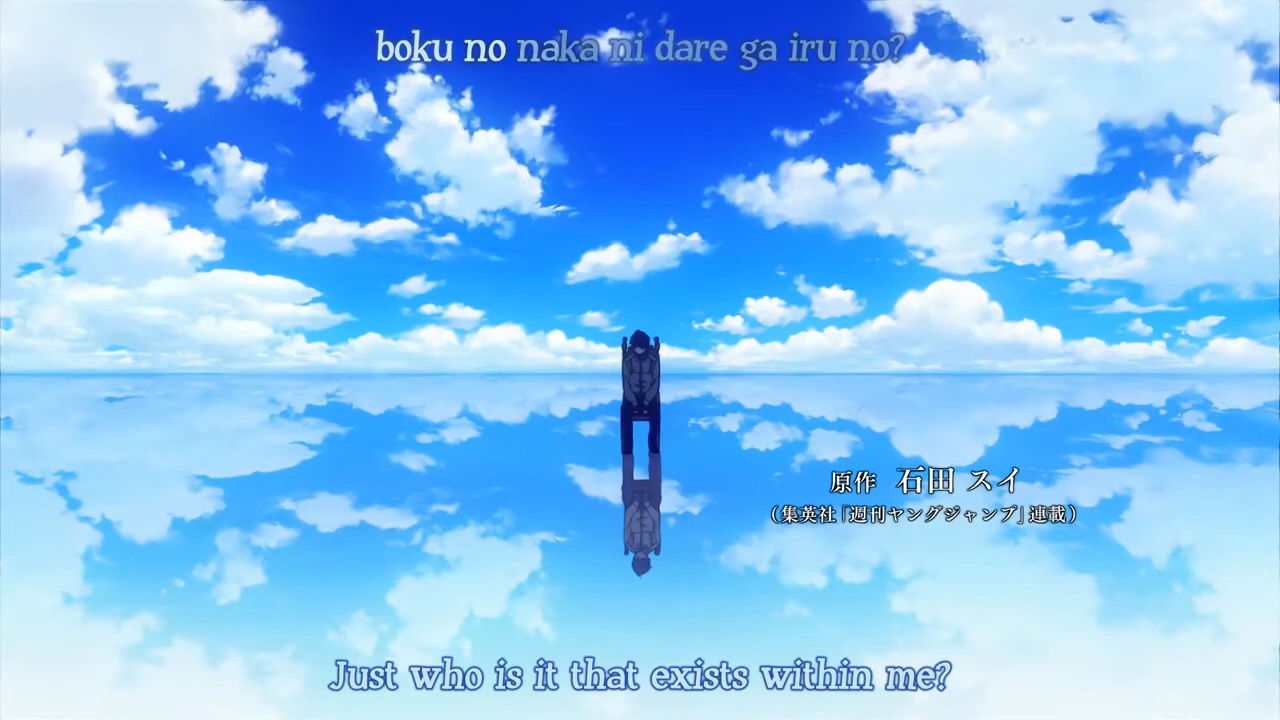 boku no naka ni dare ga iru no?
原作 石田 スイ
（集英社「週刊ヤングジャンプ」連載）
Just who is it that exists within me?